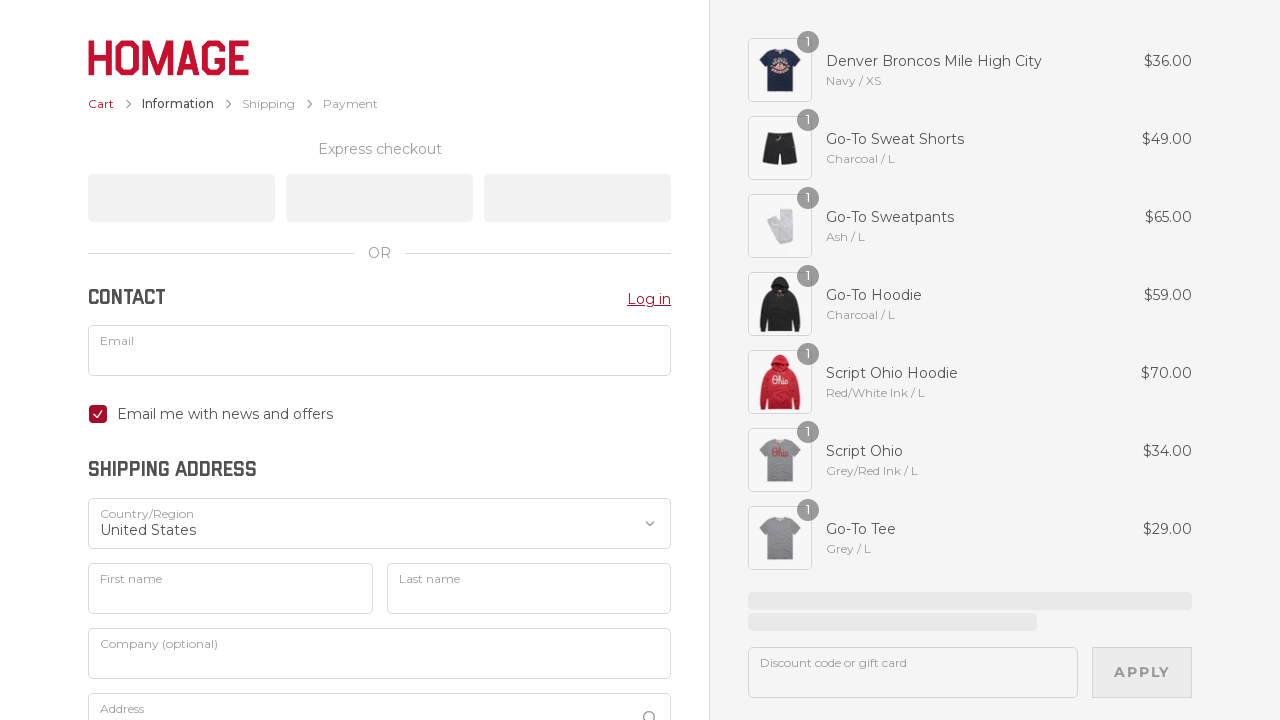 HOMAGE
Cart
Information
Shipping
Payment
Express checkout
OR
CONTACT
Log in
Email
Email me with news and offers
SHIPPING ADDRESS
Country/Region
United States
First name
Last name
Company (optional)
Address
1
Denver Broncos Mile High City
$36.00
Navy / XS
1
Go-To Sweat Shorts
$49.00
Charcoal / L
1
Go-To Sweatpants
$65.00
Ash / L
1
Go-To Hoodie
$59.00
Charcoal / L
1
Script Ohio Hoodie
$70.00
Red/White Ink / L
Ohio
1
Script Ohio
$34.00
Grey/Red Ink / L
Ohio
1
Go-To Tee
$29.00
Grey / L
Discount code or gift card
APPLY